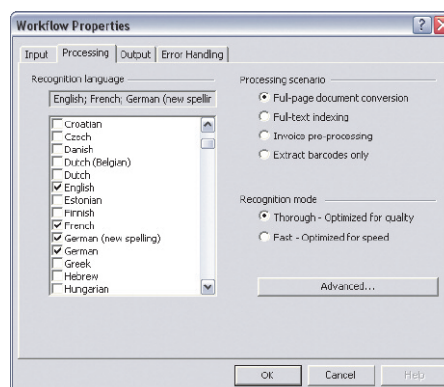 Workflow Properties
Input Processing Output Error Handling
Recognition language
English; French; German (new spellir
Croatian
Czech
Danish
Dutch (Belgian)
Dutch
English
Estonian
Finnish
French
German (new spelling)
German
Greek
Hebrew
Hungarian
Processing scenario
Full-page document conversion
Full-text indexing
Invoice pre-processing
Extract barcodes only
Recognition mode
Thorough - Optimized for quality
Fast - Optimized for speed
Advanced...
OK Cancel Help